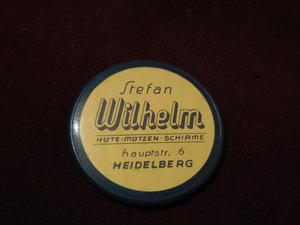 Stefan
Wilhelm
HÜTE · MÜTZEN · SCHIRME
hauptstr. 6
HEIDELBERG